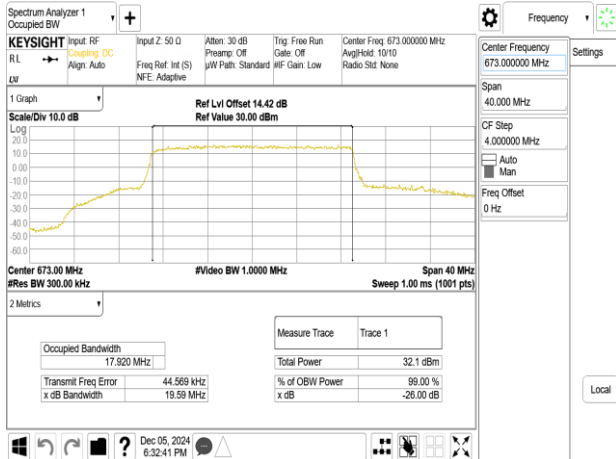 Spectrum Analyzer 1
Occupied BW
Frequency
KEYSIGHT
RL
LXI
Input: RF
Coupling: DC
Align: Auto
Input Z: 50 Ω
Freq Ref: Int (S)
NFE: Adaptive
Atten: 30 dB
Preamp: Off
µW Path: Standard
Trig: Free Run
Gate: Off
#IF Gain: Low
Center Freq: 673.000000 MHz
Avg|Hold: 10/10
Radio Std: None
Center Frequency
673.000000 MHz
Settings
Span
40.000 MHz
CF Step
4.000000 MHz
Auto
Man
Freq Offset
0 Hz
Local
1 Graph
Scale/Div 10.0 dB
Ref Lvl Offset 14.42 dB
Ref Value 30.00 dBm
Log
20.0
10.0
0.00
-10.0
-20.0
-30.0
-40.0
-50.0
-60.0
Center 673.00 MHz
#Video BW 1.0000 MHz
Span 40 MHz
#Res BW 300.00 kHz
Sweep 1.00 ms (1001 pts)
2 Metrics
Occupied Bandwidth
17.920 MHz
Transmit Freq Error 44.569 kHz
x dB Bandwidth 19.59 MHz
Measure Trace Trace 1
Total Power 32.1 dBm
% of OBW Power 99.00 %
x dB -26.00 dB
?
Dec 05, 2024
6:32:41 PM